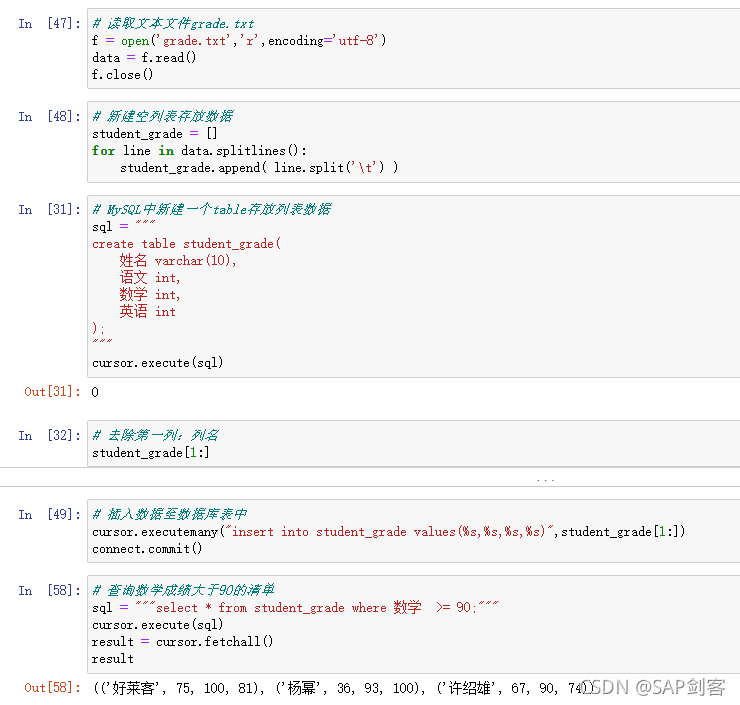 In [47]: # 读取文本文件grade.txt
f = open('grade.txt','r',encoding='utf-8')
data = f.read()
f.close()
In [48]: # 新建空列表存放数据
student_grade = []
for line in data.splitlines():
    student_grade.append( line.split('\t') )
In [31]: # MySQL中新建一个table存放列表数据
sql = """
create table student_grade(
    姓名 varchar(10),
    语文 int,
    数学 int,
    英语 int
);
"""
cursor.execute(sql)
Out[31]: 0
In [32]: # 去除第一列：列名
student_grade[1:]
...
In [49]: # 插入数据至数据库表中
cursor.executemany("insert into student_grade values(%s,%s,%s,%s)",student_grade[1:])
connect.commit()
In [58]: # 查询数学成绩大于90的清单
sql = """select * from student_grade where 数学  >= 90;"""
cursor.execute(sql)
result = cursor.fetchall()
result
Out[58]: (('好莱客', 75, 100, 81), ('杨幂', 36, 93, 100), ('许绍雄', 67, 90, 74))
CSDN @SAP剑客